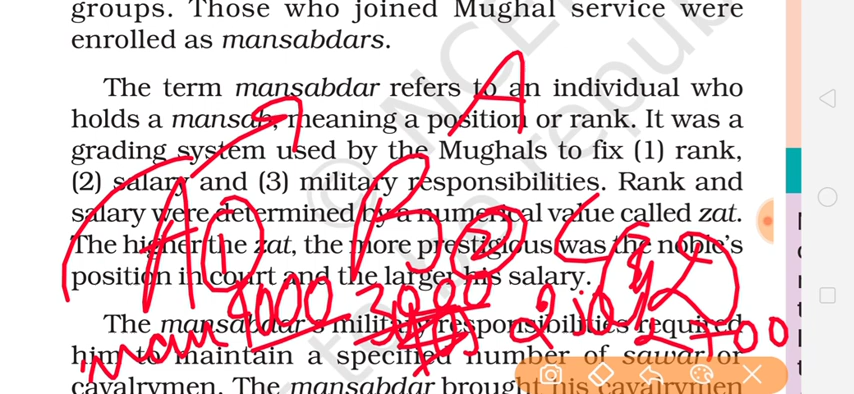 groups. Those who joined Mughal service were
enrolled as mansabdars.
The term mansabdar refers to an individual who
holds a mansab, meaning a position or rank. It was a
grading system used by the Mughals to fix (1) rank,
(2) salary and (3) military responsibilities. Rank and
salary were determined by a numerical value called zat.
The higher the zat, the more prestigious was the noble's
position in court and the larger his salary.
The mansabdar's military responsibilities required
him to maintain a specified number of sawar or
cavalrymen. The mansabdar brought his cavalrymen
A
A B
3000